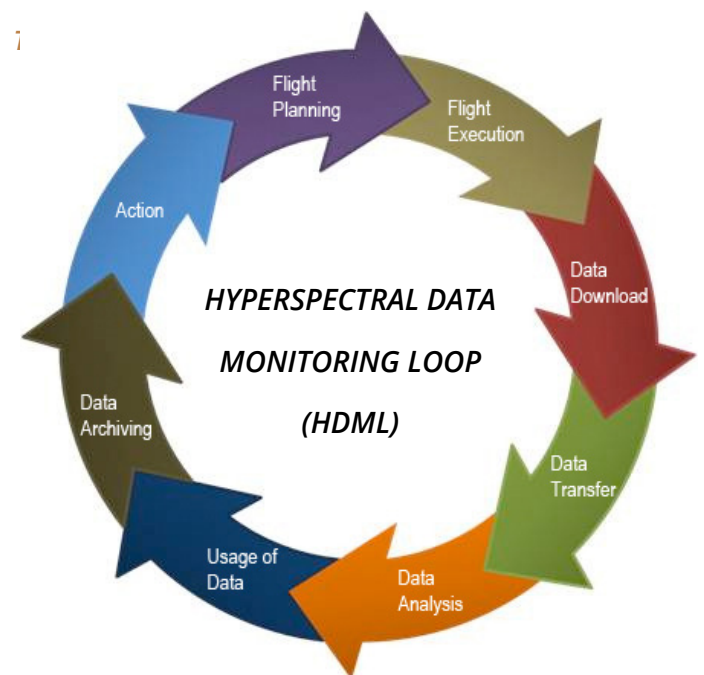 Flight
Planning
Flight
Execution
Data
Download
Data
Transfer
Data
Analysis
Usage of
Data
Data
Archiving
Action
HYPERSPECTRAL DATA
MONITORING LOOP
(HDML)